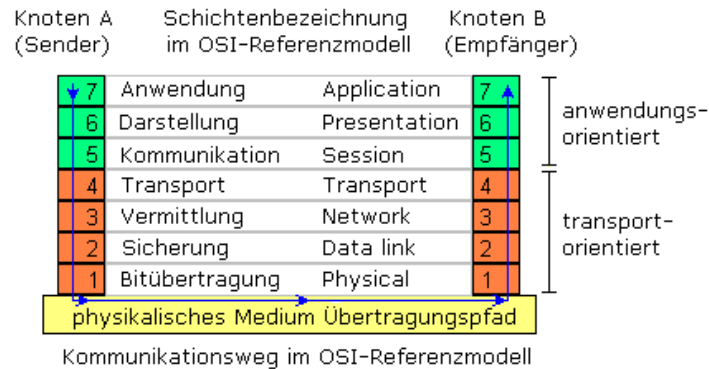 Knoten A Schichtenbezeichnung Knoten B
(Sender) im OSI-Referenzmodell (Empfänger)
7 Anwendung Application 7
6 Darstellung Presentation 6
5 Kommunikation Session 5
anwendungs-
orientiert
4 Transport Transport 4
3 Vermittlung Network 3
2 Sicherung Data link 2
1 Bitübertragung Physical 1
transport-
orientiert
physikalisches Medium Übertragungspfad
Kommunikationsweg im OSI-Referenzmodell